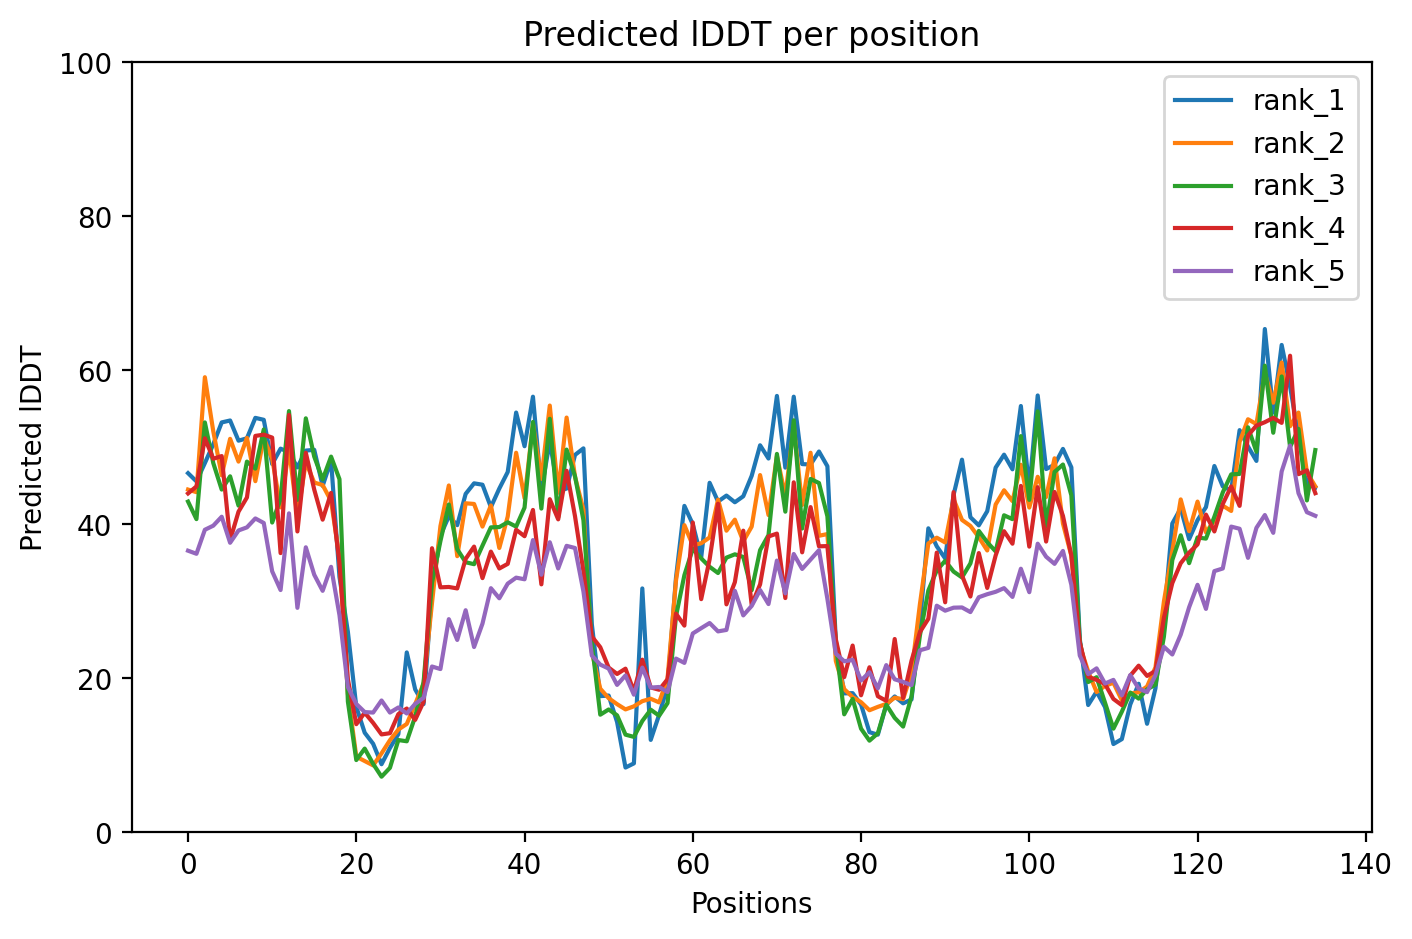 Predicted lDDT per position
100
80
60
40
20
0
Predicted lDDT
rank_1
rank_2
rank_3
rank_4
rank_5
0 20 40 60 80 100 120 140
Positions